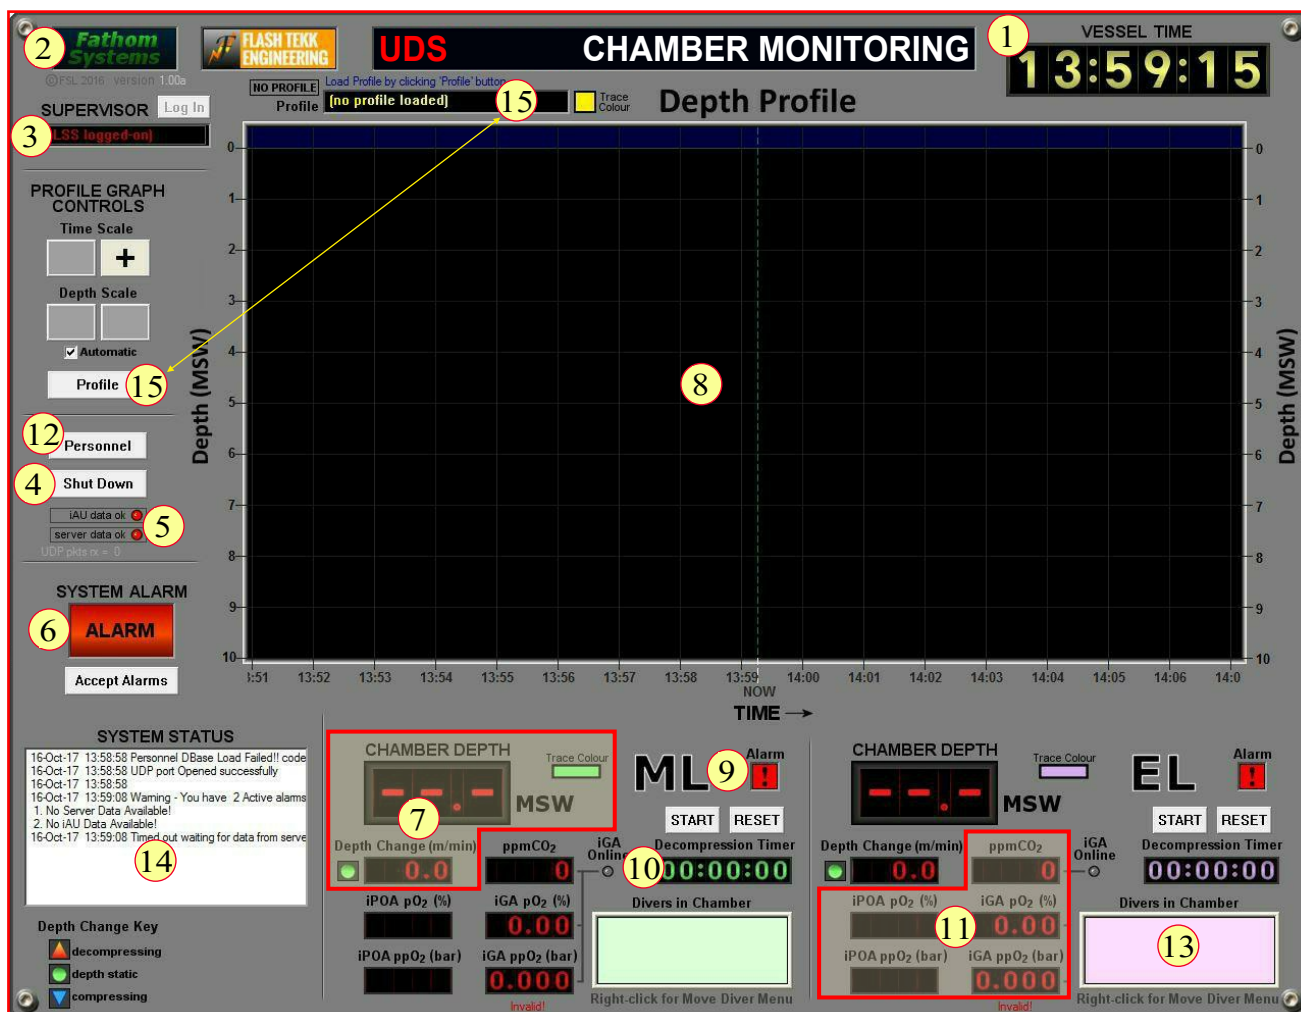 Fathom
Systems
FLASH TEKK
ENGINEERING
UDS CHAMBER MONITORING
VESSEL TIME
13:59:15
1
2
©FSL 2016 version 1.00a
SUPERVISOR
Log In
3
LSS logged-on)
NO PROFILE
Load Profile by clicking 'Profile' button
Profile
(no profile loaded)
15
Trace
Colour
Depth Profile
PROFILE GRAPH
CONTROLS
Time Scale
+
Depth Scale
Automatic
Profile
15
12
Personnel
4
Shut Down
iAU data ok
server data ok
5
UDP pkts rx = 0
SYSTEM ALARM
6
ALARM
Accept Alarms
Depth (MSW)
0
1
2
3
4
5
6
7
8
9
10
8
Depth (MSW)
0
1
2
3
4
5
6
7
8
9
10
13:52 13:53 13:54 13:55 13:56 13:57 13:58 13:59 14:00 14:01 14:02 14:03 14:04 14:05 14:06 14:0
NOW
TIME →
SYSTEM STATUS
16-Oct-17 13:58:58 Personnel DBase Load Failed!! code
16-Oct-17 13:58:58 UDP port Opened successfully
16-Oct-17 13:58:58
16-Oct-17 13:59:08 Warning - You have 2 Active alarms
1. No Server Data Available!
2. No iAU Data Available!
16-Oct-17 13:59:08 Timed out waiting for data from serve
14
Depth Change Key
decompressing
depth static
compressing
CHAMBER DEPTH
Trace Colour
---.-
MSW
7
Depth Change (m/min)
0.0
ML
9
Alarm
!
START RESET
ppmCO₂
0
iGA
Online
10
Decompression Timer
00:00:00
iPOA pO₂ (%)
iGA pO₂ (%)
0.00
iPOA ppO₂ (bar)
iGA ppO₂ (bar)
0.000
Invalid!
Divers in Chamber
Right-click for Move Diver Menu
CHAMBER DEPTH
Trace Colour
---.-
MSW
Depth Change (m/min)
0.0
EL
Alarm
!
START RESET
ppmCO₂
0
iGA
Online
Decompression Timer
00:00:00
iPOA pO₂ (%)
iGA pO₂ (%)
11
0.00
iPOA ppO₂ (bar)
iGA ppO₂ (bar)
0.000
Invalid!
Divers in Chamber
13
Right-click for Move Diver Menu